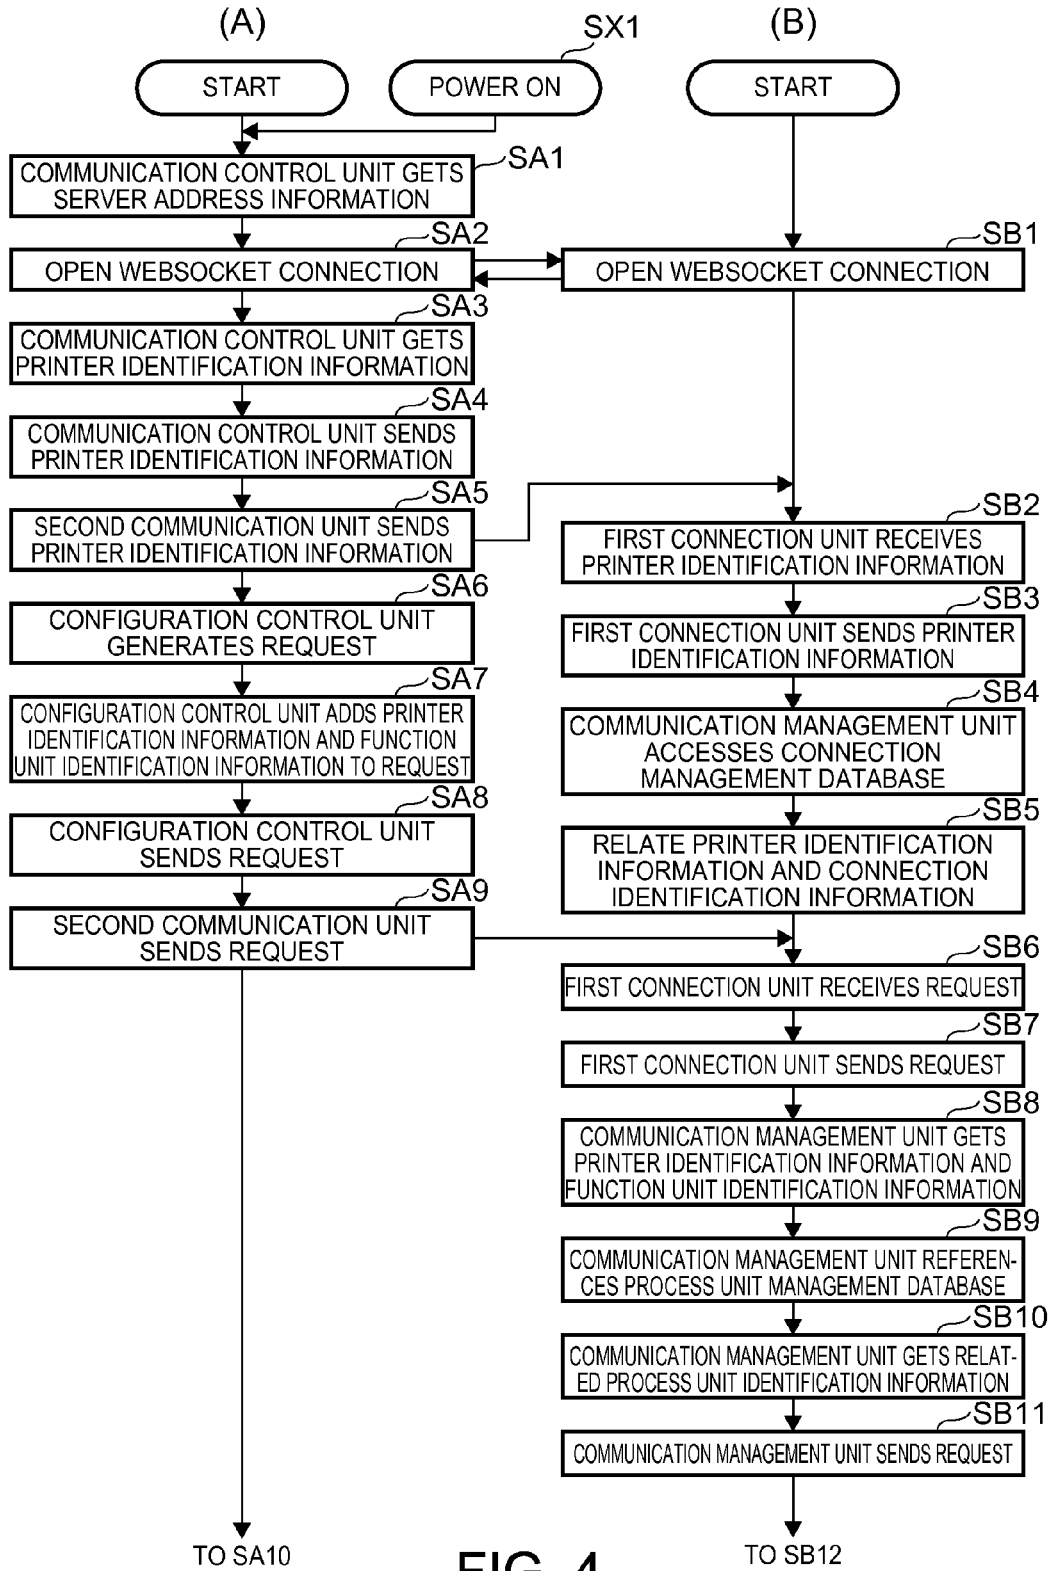 (A)
SX1
(B)
START
POWER ON
START
SA1
COMMUNICATION CONTROL UNIT GETS
SERVER ADDRESS INFORMATION
SA2
OPEN WEBSOCKET CONNECTION
SB1
OPEN WEBSOCKET CONNECTION
SA3
COMMUNICATION CONTROL UNIT GETS
PRINTER IDENTIFICATION INFORMATION
SA4
COMMUNICATION CONTROL UNIT SENDS
PRINTER IDENTIFICATION INFORMATION
SA5
SECOND COMMUNICATION UNIT SENDS
PRINTER IDENTIFICATION INFORMATION
SB2
FIRST CONNECTION UNIT RECEIVES
PRINTER IDENTIFICATION INFORMATION
SA6
CONFIGURATION CONTROL UNIT
GENERATES REQUEST
SB3
FIRST CONNECTION UNIT SENDS PRINTER
IDENTIFICATION INFORMATION
SA7
CONFIGURATION CONTROL UNIT ADDS PRINTER
IDENTIFICATION INFORMATION AND FUNCTION
UNIT IDENTIFICATION INFORMATION TO REQUEST
SB4
COMMUNICATION MANAGEMENT UNIT
ACCESSES CONNECTION
MANAGEMENT DATABASE
SA8
CONFIGURATION CONTROL UNIT
SENDS REQUEST
SB5
RELATE PRINTER IDENTIFICATION
INFORMATION AND CONNECTION
IDENTIFICATION INFORMATION
SA9
SECOND COMMUNICATION UNIT
SENDS REQUEST
SB6
FIRST CONNECTION UNIT RECEIVES REQUEST
SB7
FIRST CONNECTION UNIT SENDS REQUEST
SB8
COMMUNICATION MANAGEMENT UNIT GETS
PRINTER IDENTIFICATION INFORMATION AND
FUNCTION UNIT IDENTIFICATION INFORMATION
SB9
COMMUNICATION MANAGEMENT UNIT REFEREN-
CES PROCESS UNIT MANAGEMENT DATABASE
SB10
COMMUNICATION MANAGEMENT UNIT GETS RELAT-
ED PROCESS UNIT IDENTIFICATION INFORMATION
SB11
COMMUNICATION MANAGEMENT UNIT SENDS REQUEST
TO SA10
TO SB12
FIG. 4